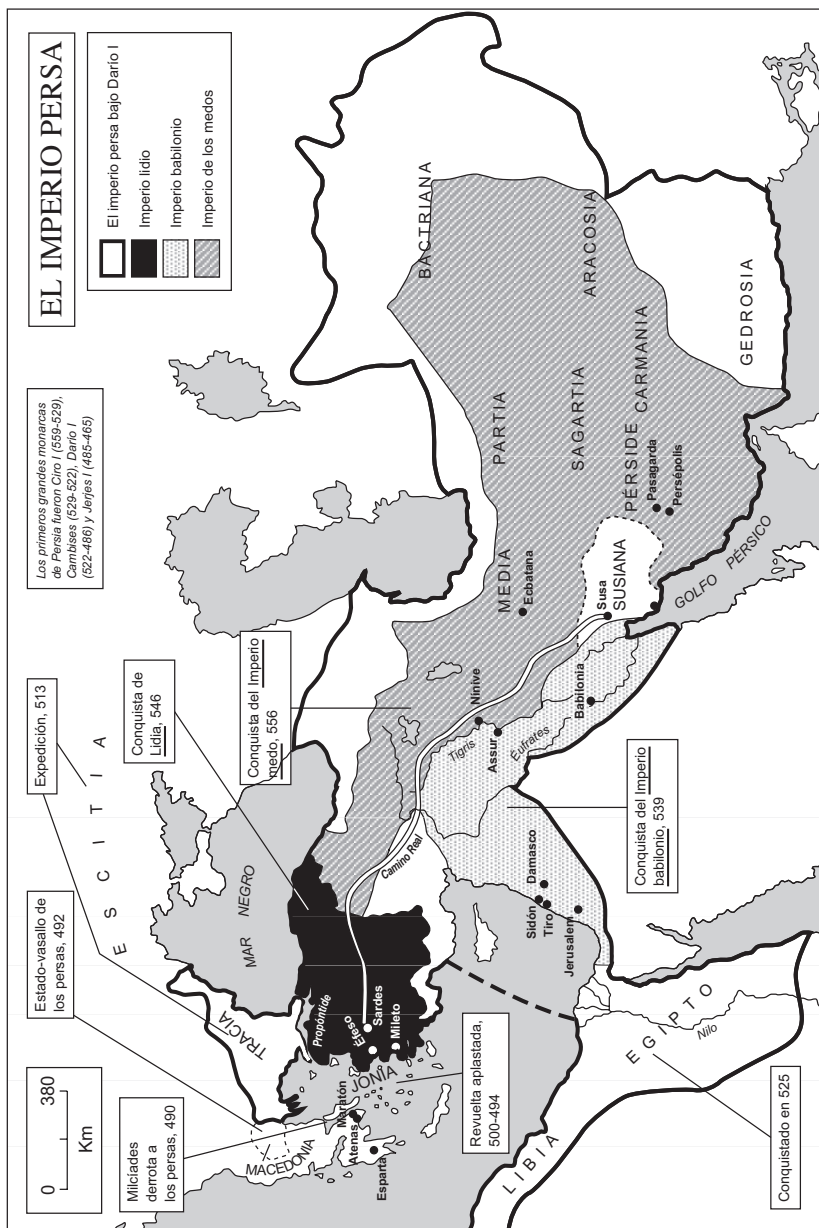 EL IMPERIO PERSA
El imperio persa bajo Darío I
Imperio lidio
Imperio babilonio
Imperio de los medos
Los primeros grandes monarcas
de Persia fueron Ciro I (559-529),
Cambises (529-522), Darío I
(522-486) y Jerjes I (485-465)
Expedición, 513
Conquista de
Lidia, 546
Conquista del Imperio
medo, 556
Estado-vasallo de
los persas, 492
0 380
Km
Milcíades
derrota a
los persas, 490
ESCITIA
MAR NEGRO
TRACIA
MACEDONIA
Propóntide
Éfeso
Sardes
Mileto
JONIA
Maratón
Atenas
Esparta
Camino Real
BACTRIANA
PARTIA
ARACOSIA
SAGARTIA
CARMANIA
GEDROSIA
MEDIA
Ecbatana
PÉRSIDE
Pasagarda
Persépolis
Susa
SUSIANA
GOLFO PÉRSICO
Nínive
Tigris
Assur
Éufrates
Babilonia
Damasco
Sidón
Tiro
Jerusalem
Conquista del Imperio
babilonio, 539
Revuelta aplastada,
500-494
LIBIA
EGIPTO
Nilo
Conquistado en 525